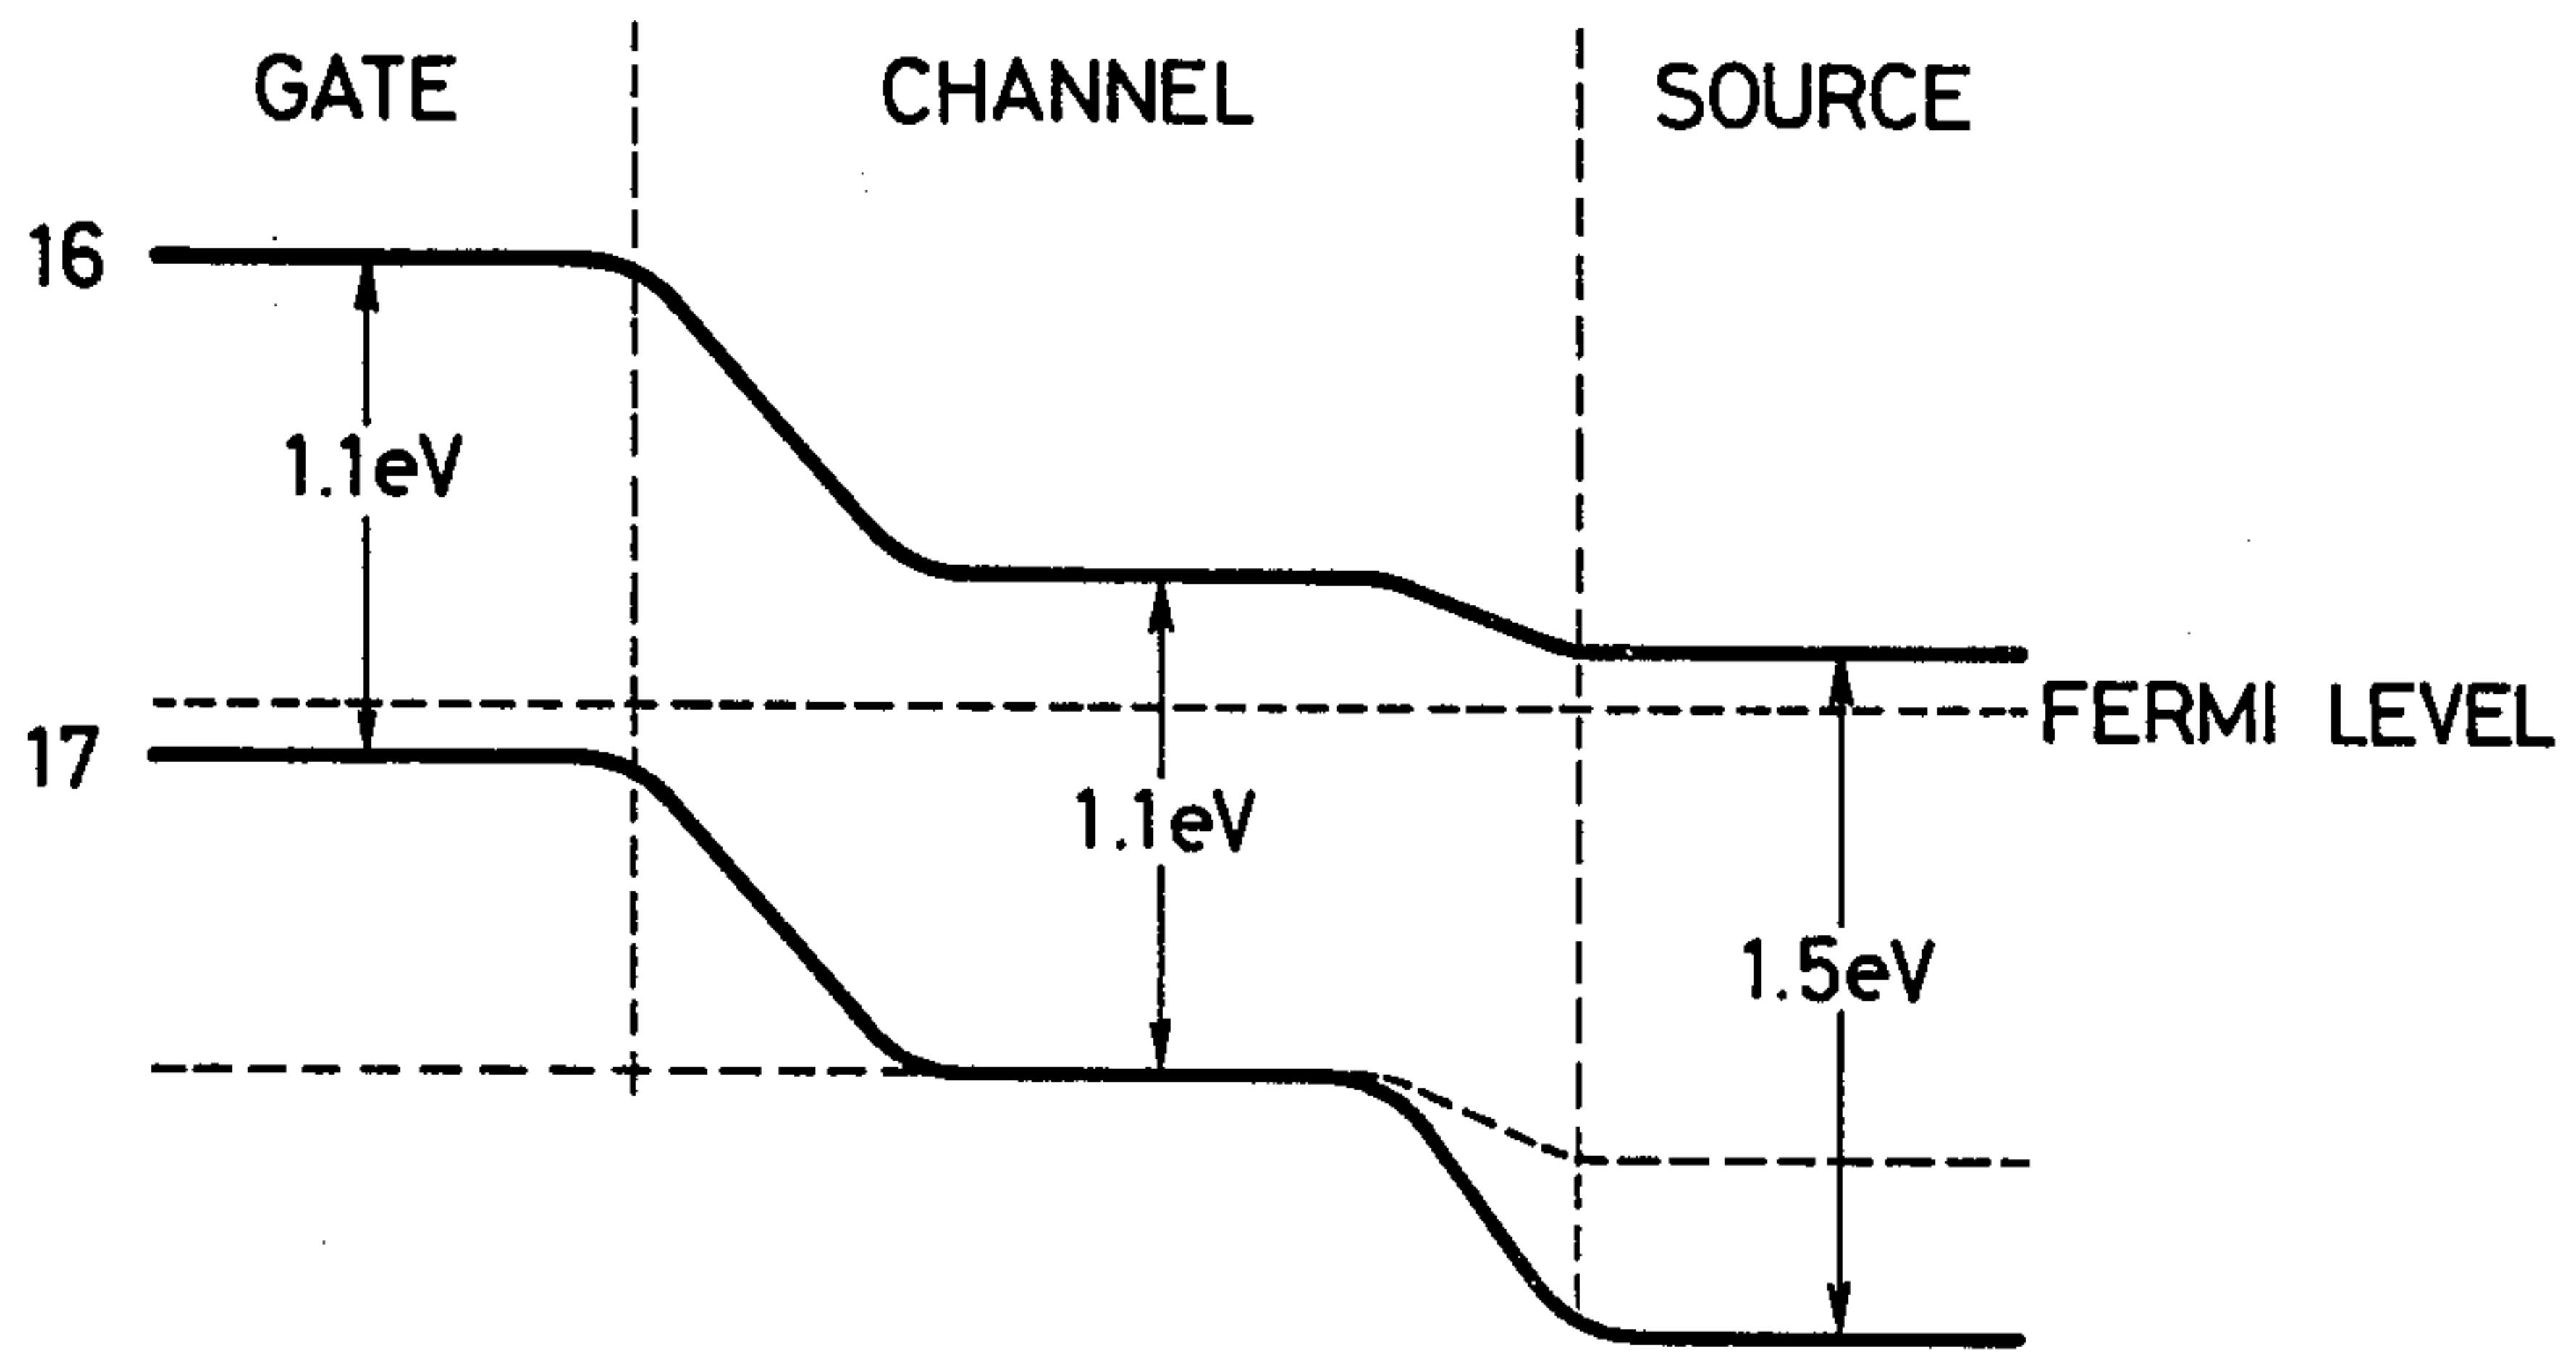 GATE CHANNEL SOURCE
16
1.1eV
FERMI LEVEL
17
1.1eV
1.5eV